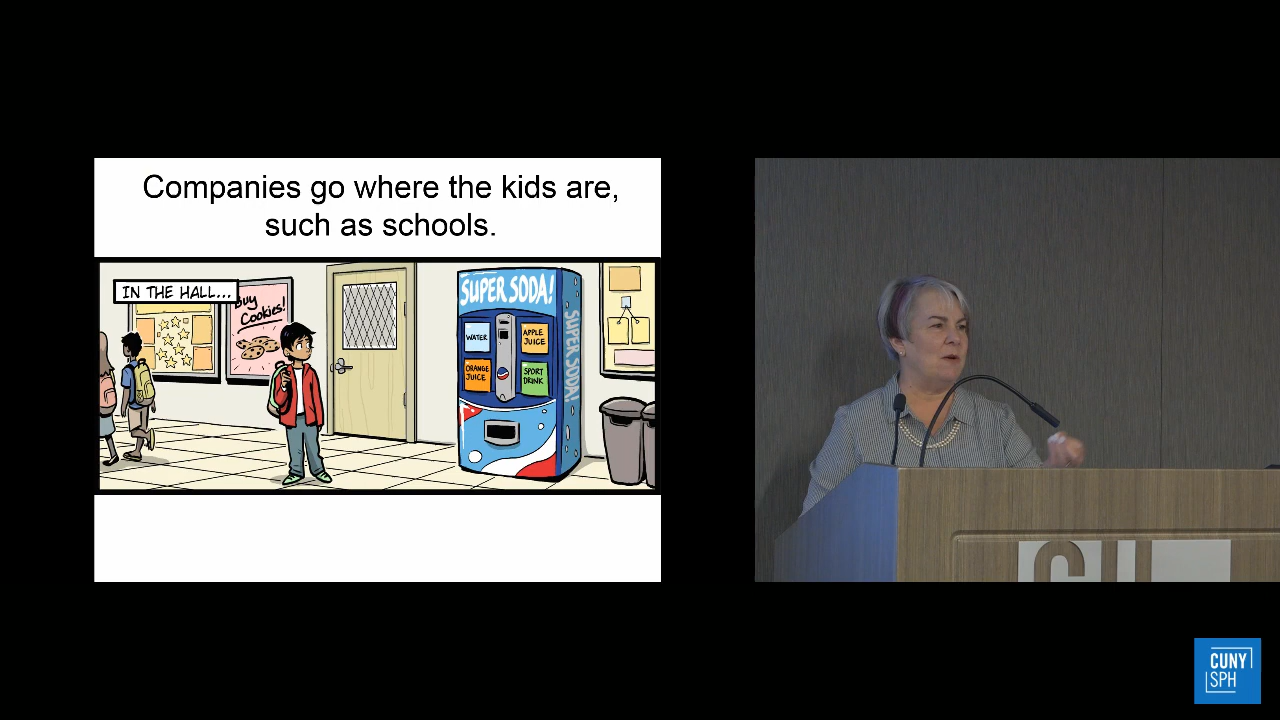 Companies go where the kids are,
such as schools.
IN THE HALL...
Buy
Cookies!
SUPER SODA!
WATER
APPLE
JUICE
ORANGE
JUICE
SPORT
DRINK
SUPER SODA!
CUNY
SPH